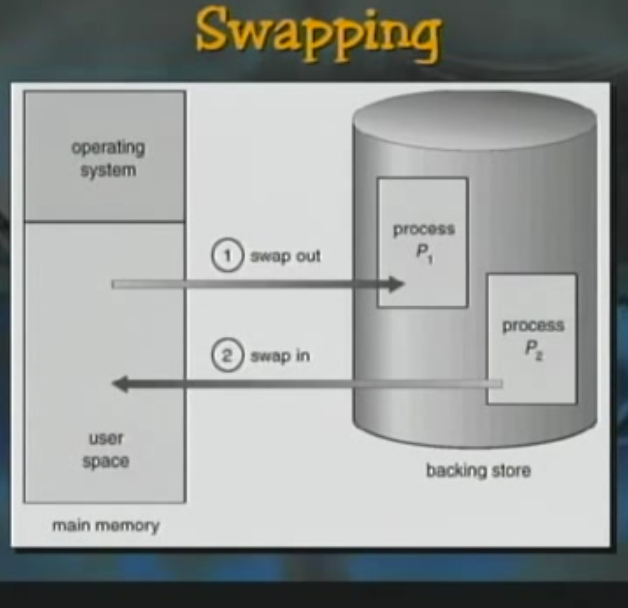 Swapping
operating
system
process
P₁
1 swap out
process
P₂
2 swap in
user
space
backing store
main memory